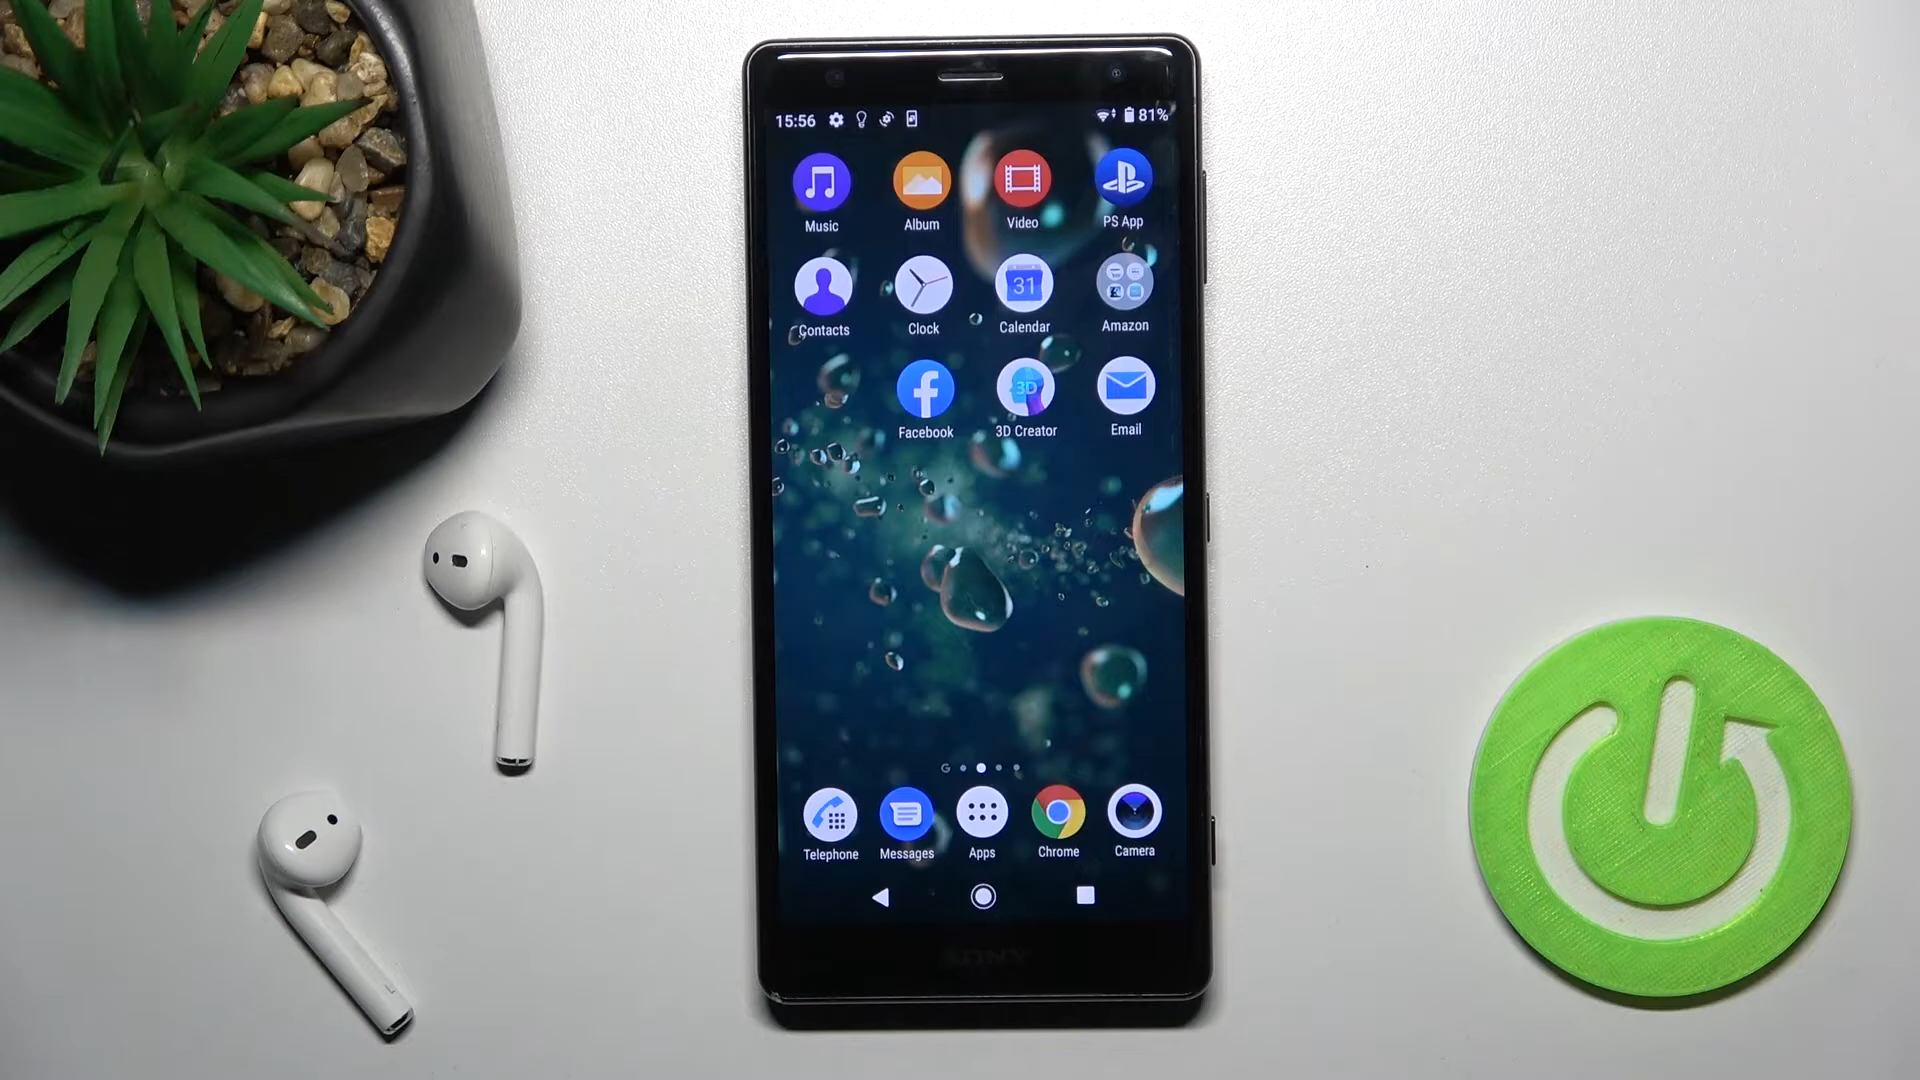 15:56 81%
Music Album Video PS App
31
Contacts Clock Calendar Amazon
3D
Facebook 3D Creator Email
G
Telephone Messages Apps Chrome Camera
SONY
L